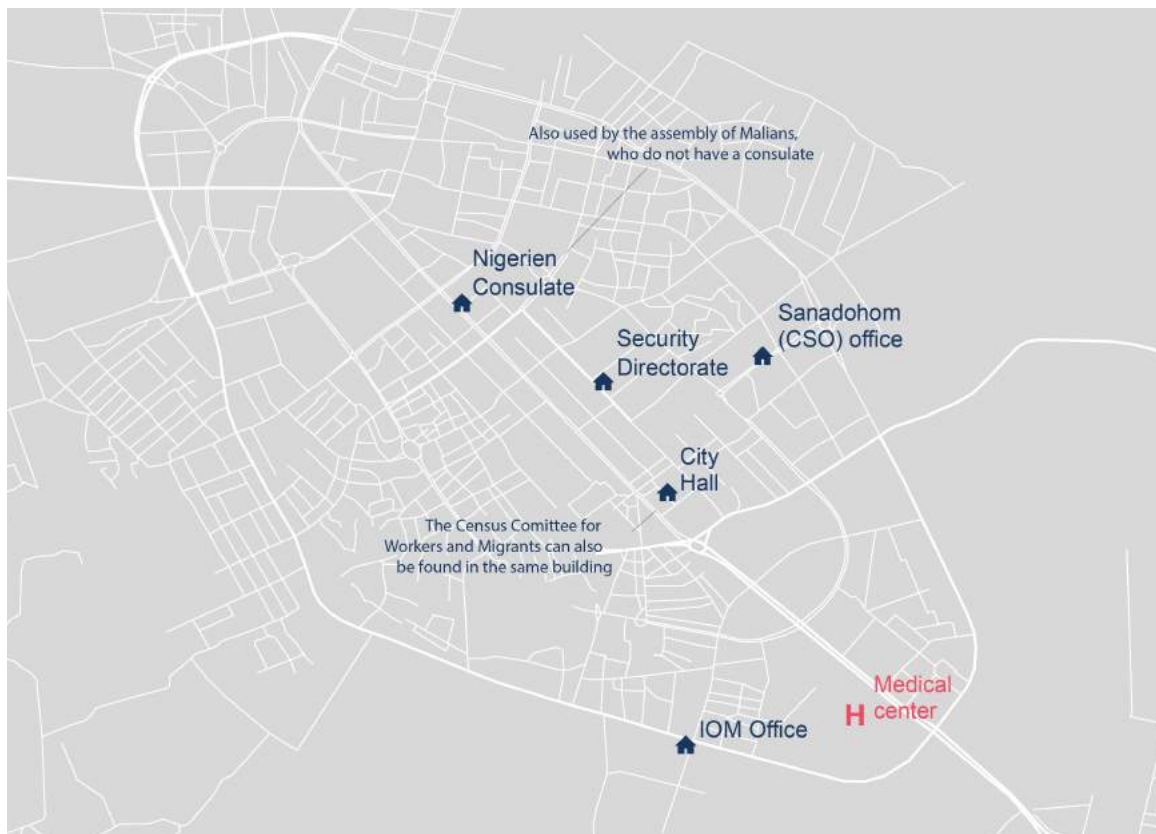 Also used by the assembly of Malians,
who do not have a consulate
Nigerien
Consulate
Sanadohom
(CSO) office
Security
Directorate
City
Hall
The Census Comittee for
Workers and Migrants can also
be found in the same building
Medical
center
H
IOM Office